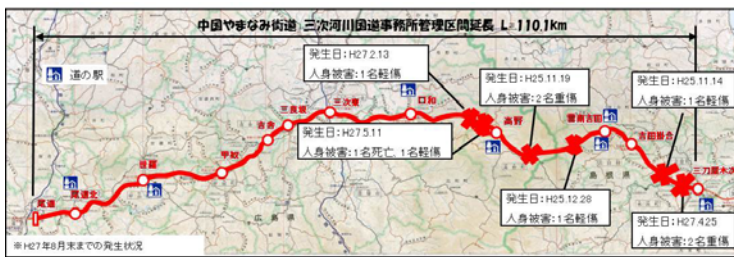 中国やまなみ街道 三次河川国道事務所管理区間延長 L=110.1km
道の駅
発生日:H27.2.13
人身被害:1名軽傷
発生日:H25.11.19
人身被害:2名重傷
発生日:H25.11.14
人身被害:1名軽傷
発生日:H27.5.11
人身被害:1名死亡、1名軽傷
発生日:H25.12.28
人身被害:1名軽傷
発生日:H27.4.25
人身被害:2名重傷
尾道
尾道北
世羅
甲奴
吉舎
三良坂
三次東
口和
高野
雲南吉田
吉田掛合
三刀屋木次
広島県
島根県
※H27年8月末までの発生状況